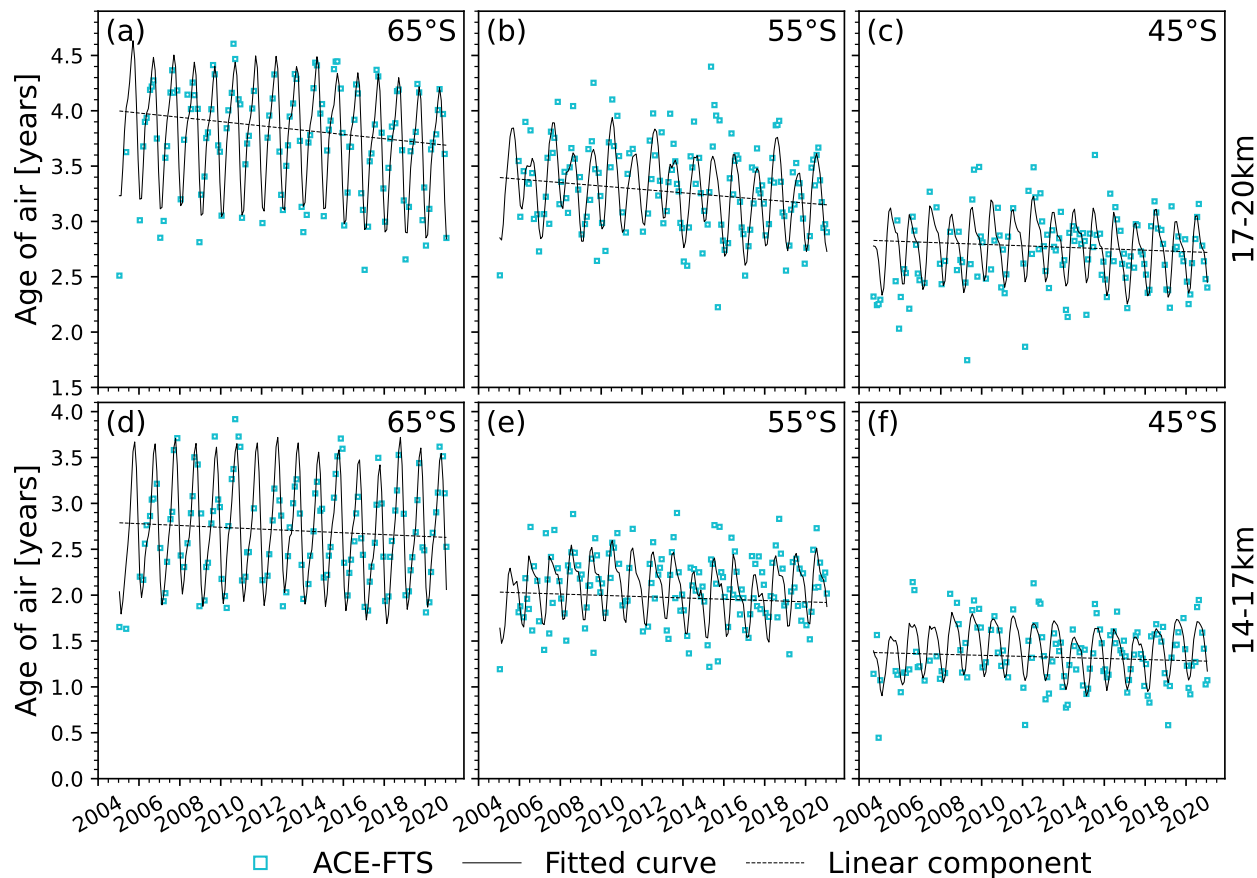 (a) 65°S
(b) 55°S
(c) 45°S
Age of air [years]
4.5
4.0
3.5
3.0
2.5
2.0
1.5
17-20km
(d) 65°S
(e) 55°S
(f) 45°S
Age of air [years]
4.0
3.5
3.0
2.5
2.0
1.5
1.0
0.5
0.0
14-17km
2004 2006 2008 2010 2012 2014 2016 2018 2020
2004 2006 2008 2010 2012 2014 2016 2018 2020
2004 2006 2008 2010 2012 2014 2016 2018 2020
ACE-FTS Fitted curve Linear component